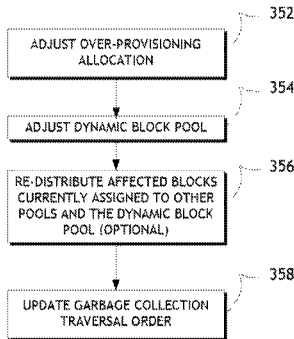 352
ADJUST OVER-PROVISIONING
ALLOCATION
354
ADJUST DYNAMIC BLOCK POOL
356
RE-DISTRIBUTE AFFECTED BLOCKS
CURRENTLY ASSIGNED TO OTHER
POOLS AND THE DYNAMIC BLOCK
POOL (OPTIONAL)
358
UPDATE GARBAGE COLLECTION
TRAVERSAL ORDER